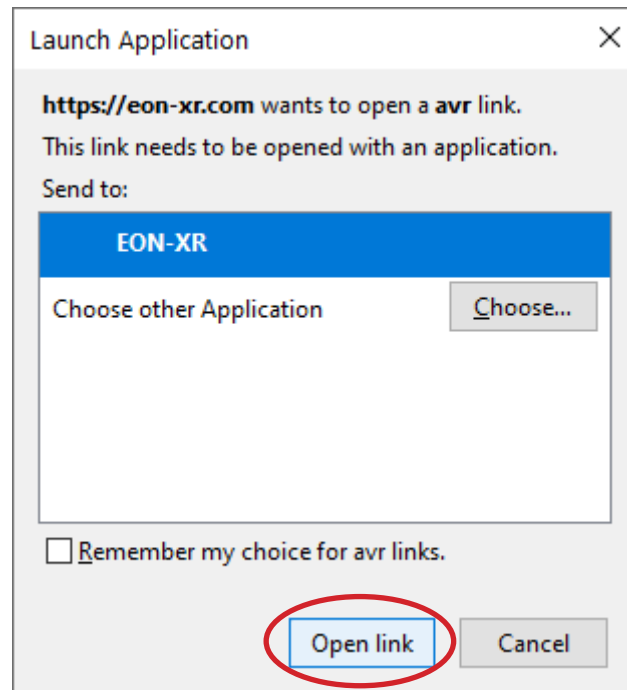 Launch Application
https://eon-xr.com wants to open a avr link.
This link needs to be opened with an application.
Send to:
EON-XR
Choose other Application
Choose...
Remember my choice for avr links.
Open link
Cancel